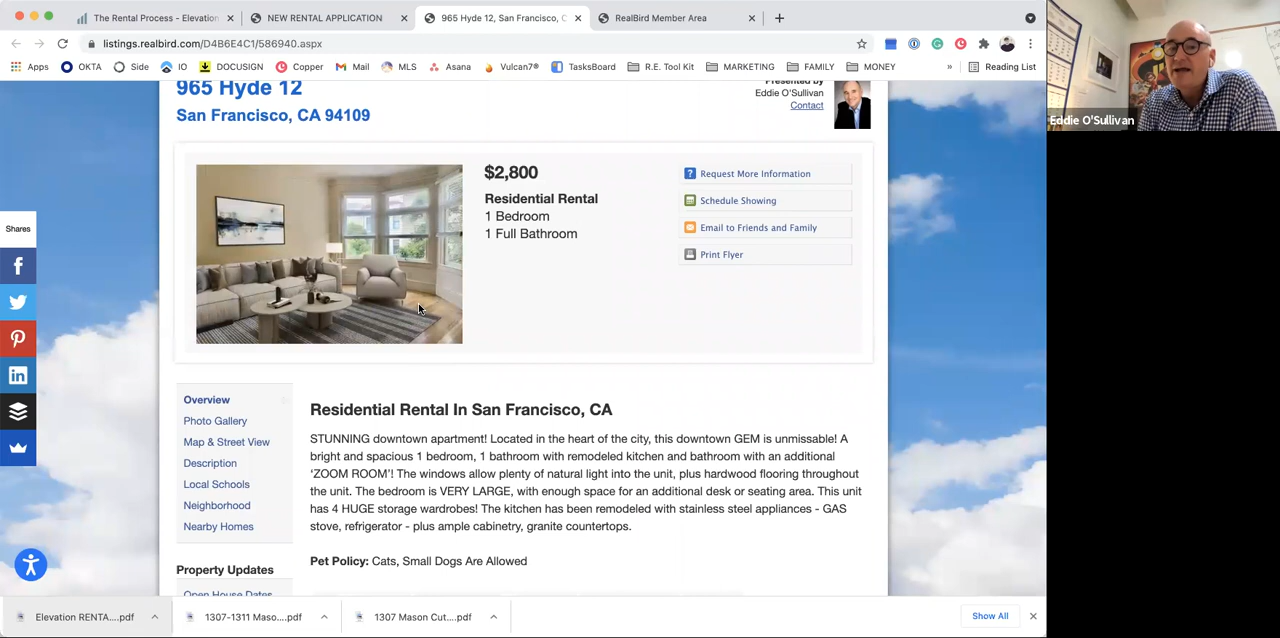 The Rental Process - Elevation
NEW RENTAL APPLICATION
965 Hyde 12, San Francisco, C
RealBird Member Area
listings.realbird.com/D4B6E4C1/586940.aspx
Apps
OKTA
Side
IO
DOCUSIGN
Copper
Mail
MLS
Asana
Vulcan7®
TasksBoard
R.E. Tool Kit
MARKETING
FAMILY
MONEY
»
Reading List
965 Hyde 12
San Francisco, CA 94109
Presented by
Eddie O'Sullivan
Contact
Eddie O'Sullivan
$2,800
Residential Rental
1 Bedroom
1 Full Bathroom
Request More Information
Schedule Showing
Email to Friends and Family
Print Flyer
Shares
Overview
Photo Gallery
Map & Street View
Description
Local Schools
Neighborhood
Nearby Homes
Property Updates
Open House Dates
Residential Rental In San Francisco, CA
STUNNING downtown apartment! Located in the heart of the city, this downtown GEM is unmissable! A
bright and spacious 1 bedroom, 1 bathroom with remodeled kitchen and bathroom with an additional
'ZOOM ROOM'! The windows allow plenty of natural light into the unit, plus hardwood flooring throughout
the unit. The bedroom is VERY LARGE, with enough space for an additional desk or seating area. This unit
has 4 HUGE storage wardrobes! The kitchen has been remodeled with stainless steel appliances - GAS
stove, refrigerator - plus ample cabinetry, granite countertops.
Pet Policy: Cats, Small Dogs Are Allowed
Elevation RENTA....pdf
1307-1311 Maso....pdf
1307 Mason Cut....pdf
Show All